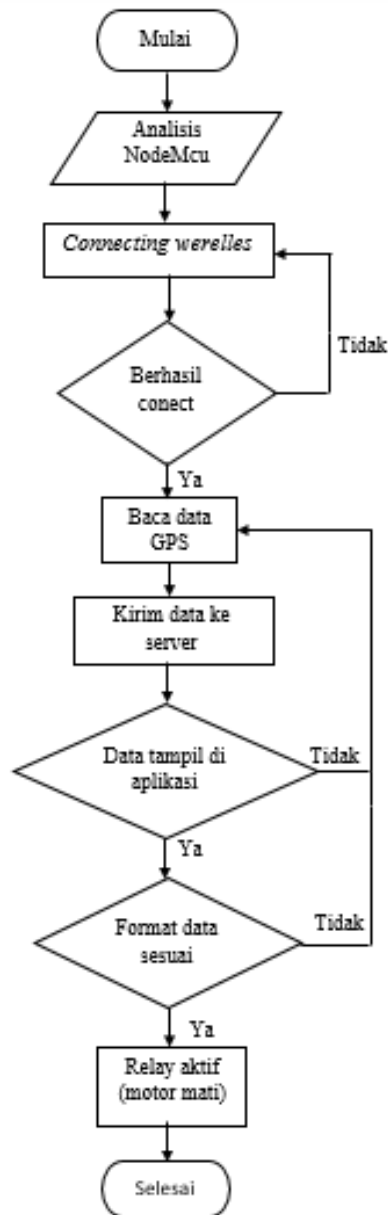 Mulai
Analisis
NodeMcu
Connecting werelles
Tidak
Berhasil
conect
Ya
Baca data
GPS
Kirim data ke
server
Data tampil di
aplikasi
Tidak
Ya
Format data
sesuai
Tidak
Ya
Relay aktif
(motor mati)
Selesai